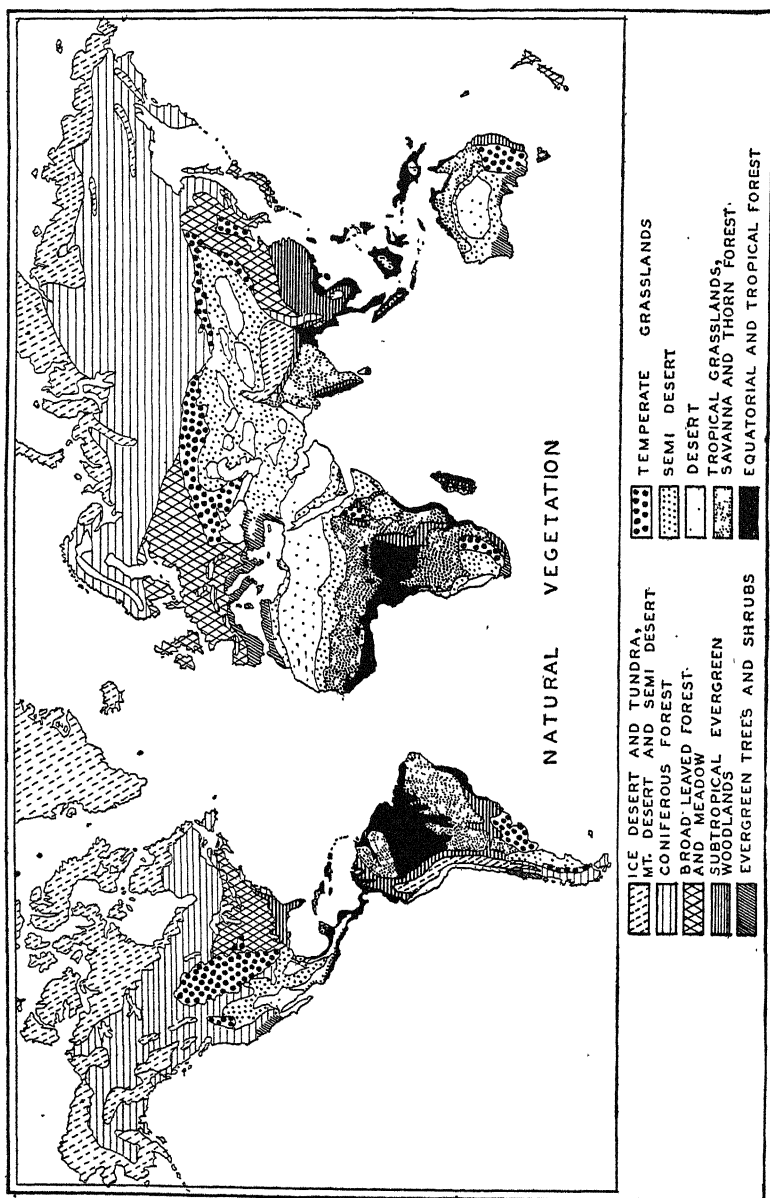 NATURAL VEGETATION
ICE DESERT AND TUNDRA,
MT. DESERT AND SEMI DESERT
CONIFEROUS FOREST
BROAD LEAVED FOREST
AND MEADOW
SUBTROPICAL EVERGREEN
WOODLANDS
EVERGREEN TREES AND SHRUBS
TEMPERATE GRASSLANDS
SEMI DESERT
DESERT
TROPICAL GRASSLANDS,
SAVANNA AND THORN FOREST
EQUATORIAL AND TROPICAL FOREST